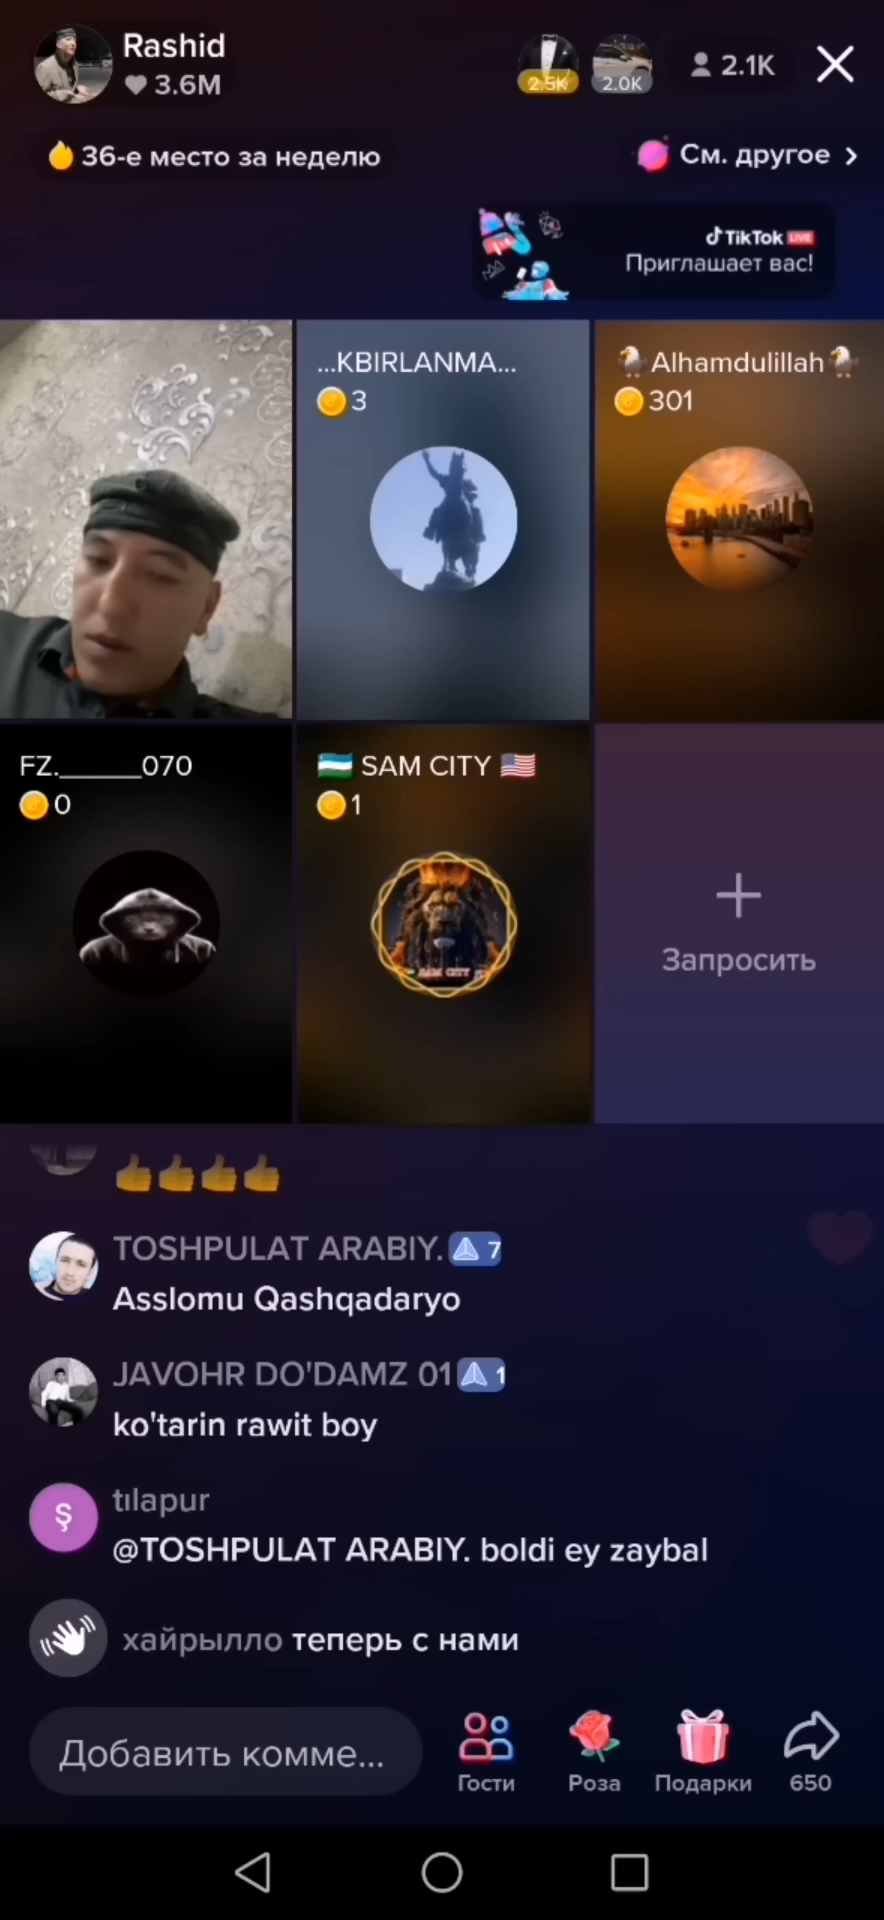 Rashid
3.6M
2.5K
2.0K
2.1K
36-е место за неделю
См. другое
TikTok LIVE
Приглашает вас!
...KBIRLANMA...
3
Alhamdulillah
301
FZ.______070
0
SAM CITY
1
SAM CITY
Запросить
TOSHPULAT ARABIY. 7
Asslomu Qashqadaryo
JAVOHR DO'DAMZ 01 1
ko'tarin rawit boy
Ş
tılapur
@TOSHPULAT ARABIY. boldi ey zaybal
хайрылло теперь с нами
Добавить комме...
Гости
Роза
Подарки
650